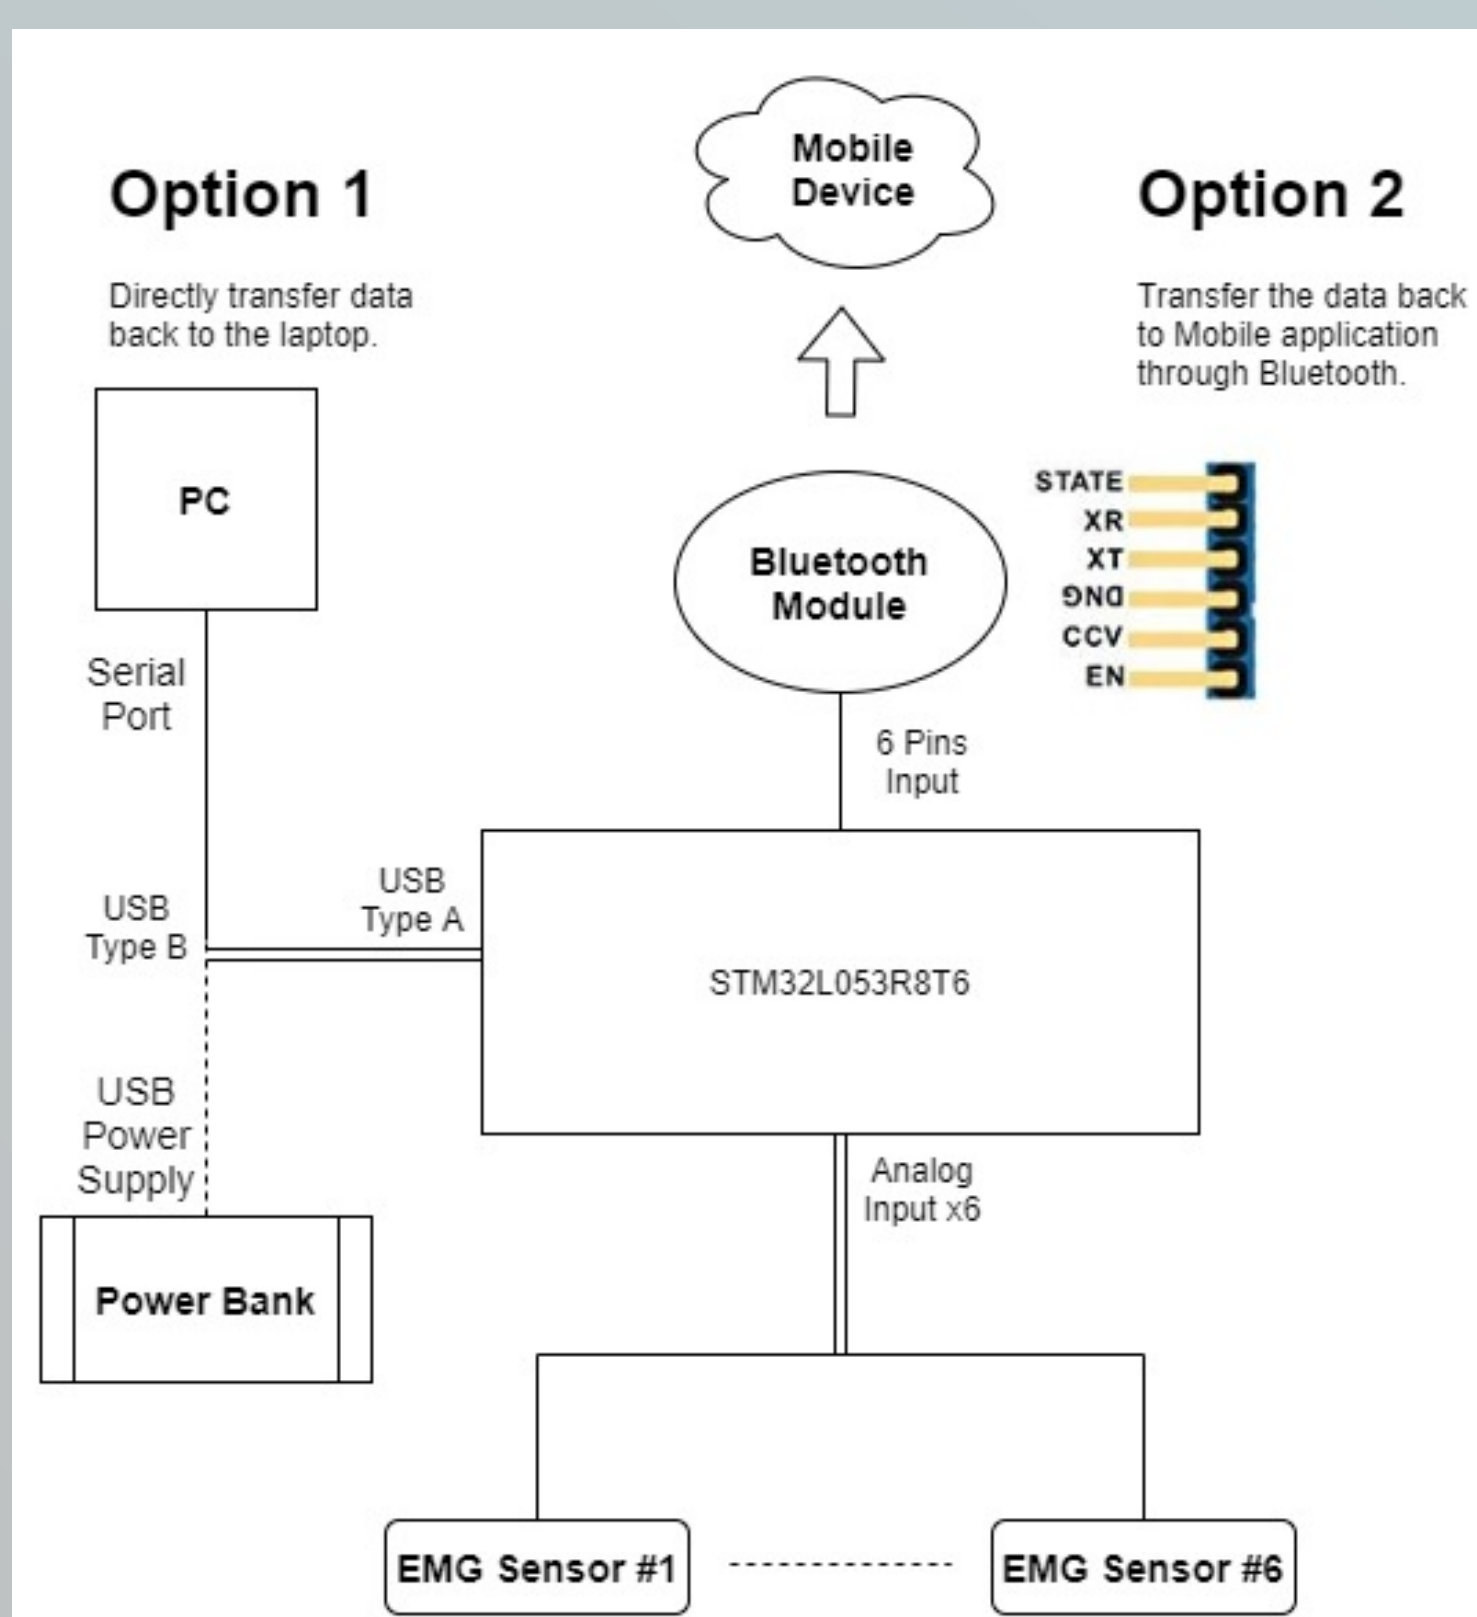 Mobile
Device
Option 1
Option 2
Directly transfer data
back to the laptop.
Transfer the data back
to Mobile application
through Bluetooth.
PC
Bluetooth
Module
STATE
XR
XT
GND
CCV
EN
Serial
Port
6 Pins
Input
USB
Type A
USB
Type B
STM32L053R8T6
USB
Power
Supply
Analog
Input x6
Power Bank
EMG Sensor #1
EMG Sensor #6